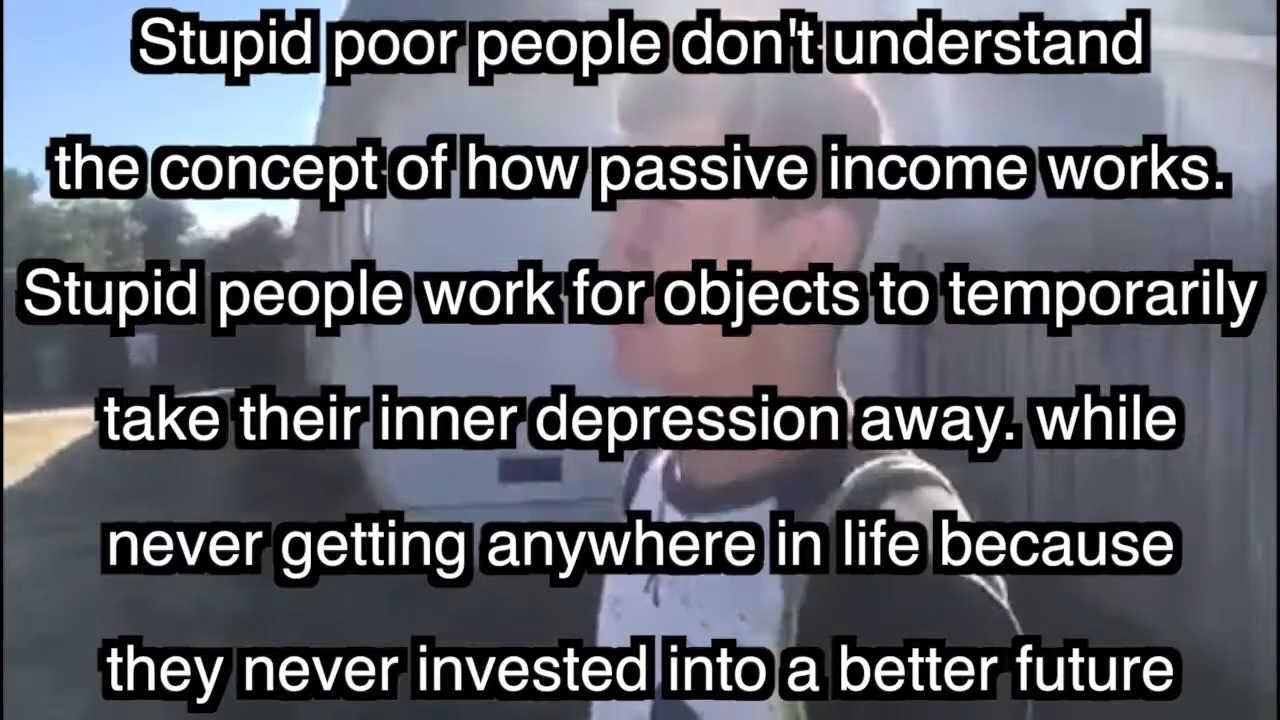 Stupid poor people don't understand
the concept of how passive income works.
Stupid people work for objects to temporarily
take their inner depression away. while
never getting anywhere in life because
they never invested into a better future